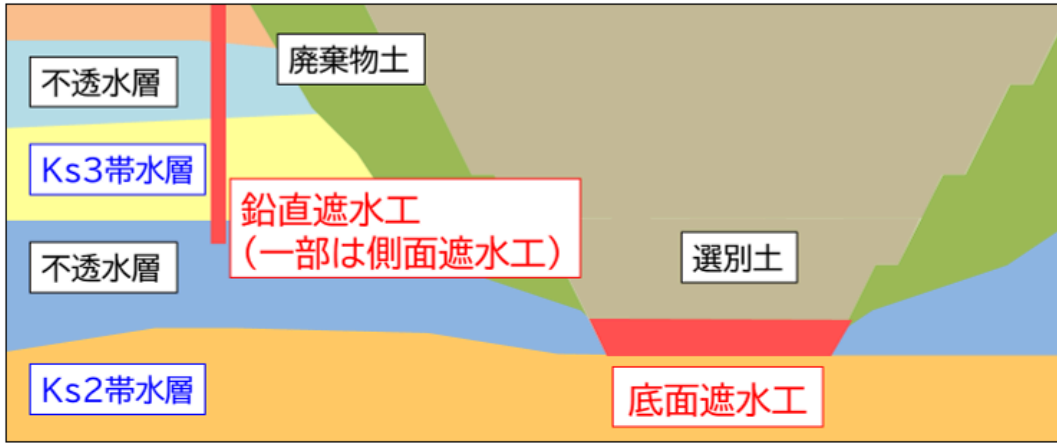 廃棄物土
不透水層
Ks3帯水層
鉛直遮水工
(一部は側面遮水工)
不透水層
選別土
Ks2帯水層
底面遮水工